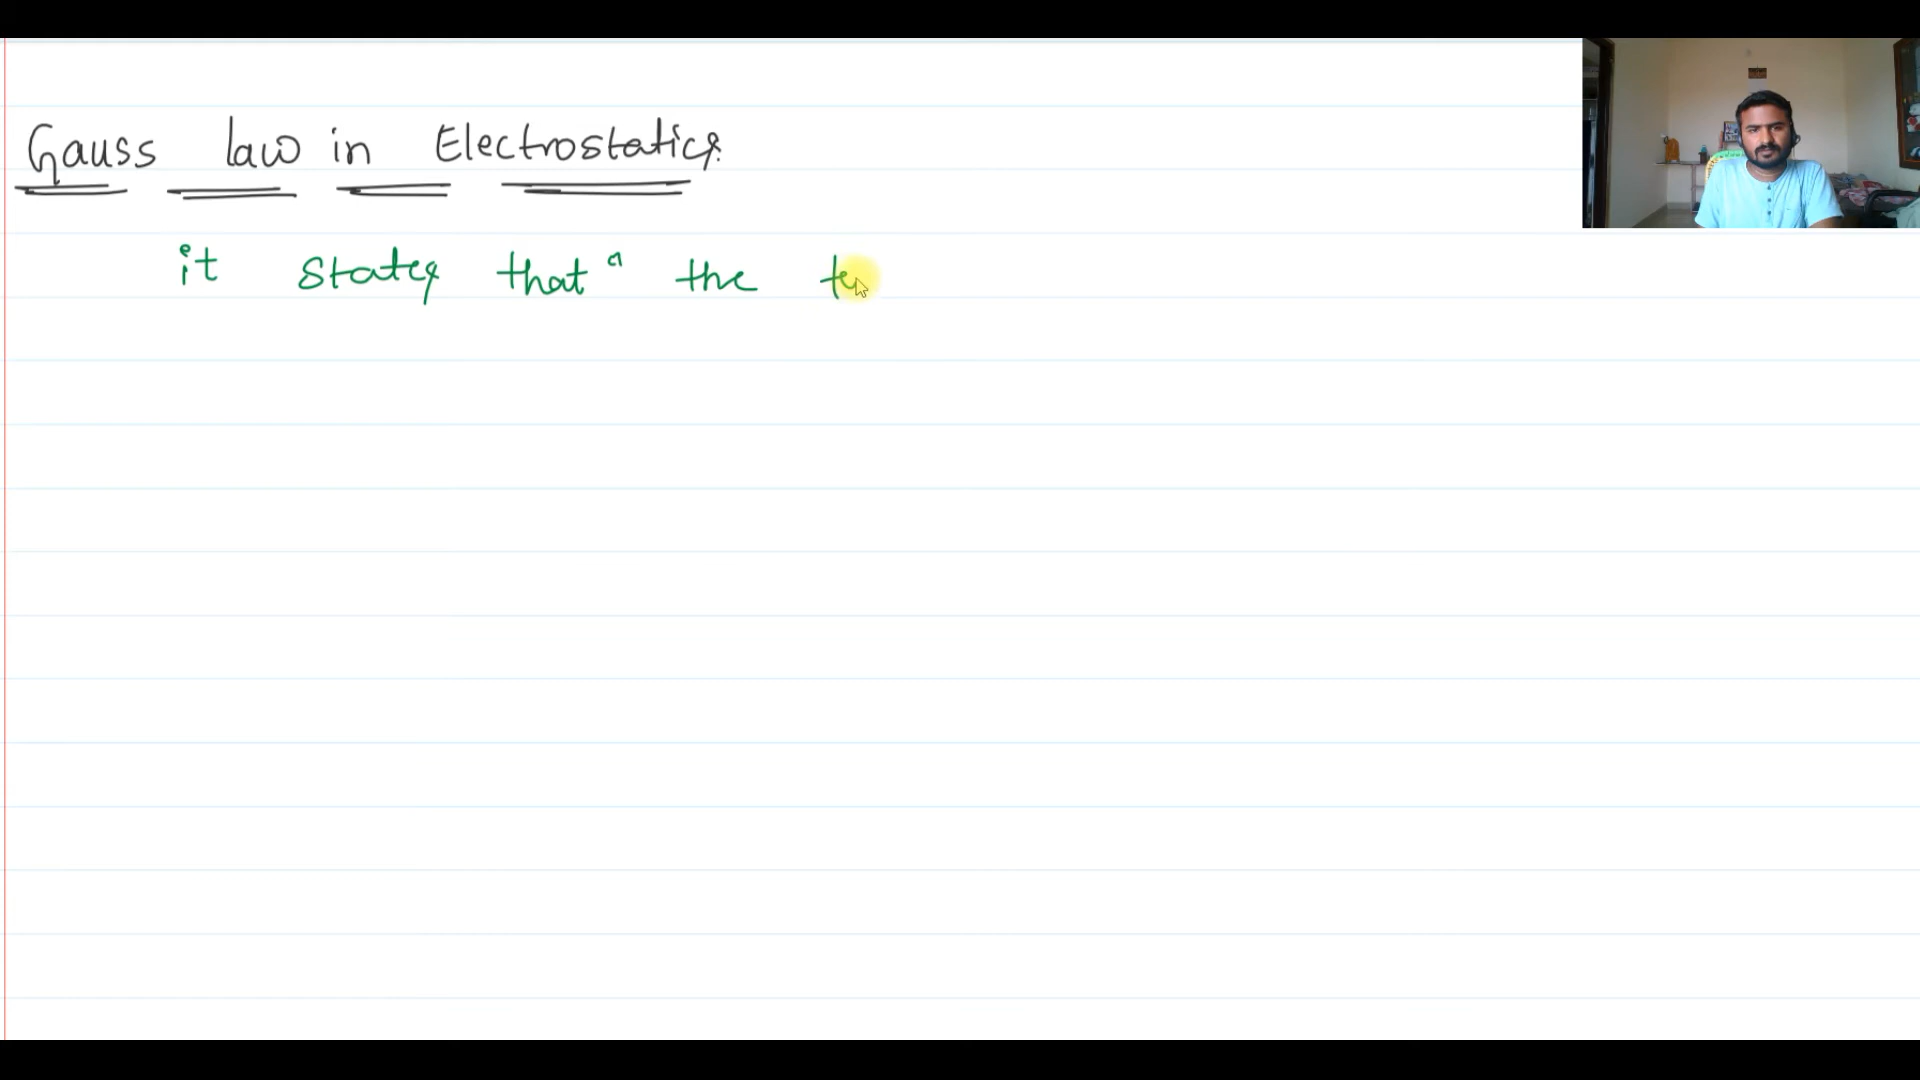 Gauss law in Electrostatics.
it states that " the